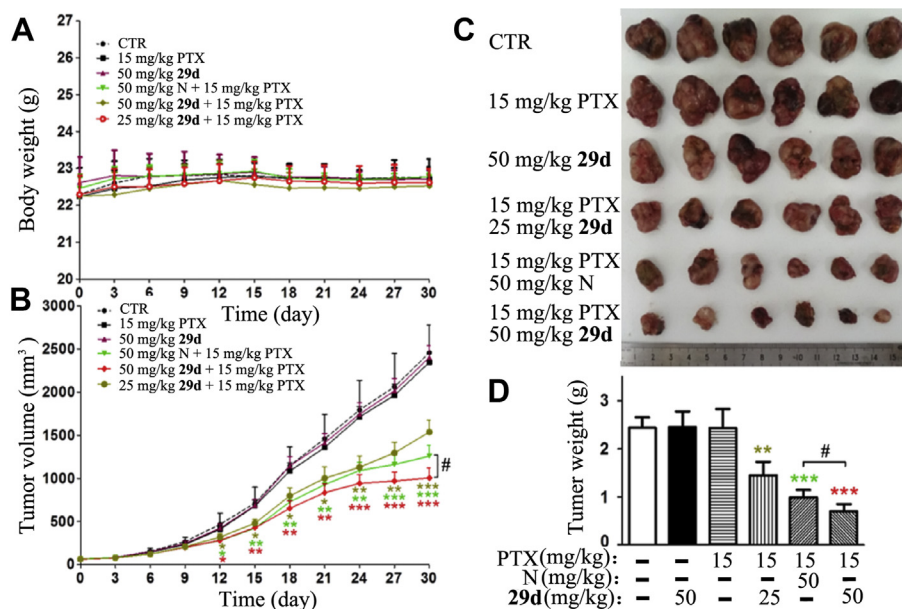 A
Body weight (g)
27
26
25
24
23
22
21
20
CTR
15 mg/kg PTX
50 mg/kg 29d
50 mg/kg N + 15 mg/kg PTX
50 mg/kg 29d + 15 mg/kg PTX
25 mg/kg 29d + 15 mg/kg PTX
0 3 6 9 12 15 18 21 24 27 30
Time (day)
B
Tumor volume (mm³)
3000
2500
2000
1500
1000
500
0
CTR
15 mg/kg PTX
50 mg/kg 29d
50 mg/kg N + 15 mg/kg PTX
50 mg/kg 29d + 15 mg/kg PTX
25 mg/kg 29d + 15 mg/kg PTX
#
** ** ** ***
* ** *** *** ***
* ** ** ** *** *** ***
0 3 6 9 12 15 18 21 24 27 30
Time (day)
C
CTR
15 mg/kg PTX
50 mg/kg 29d
15 mg/kg PTX
25 mg/kg 29d
15 mg/kg PTX
50 mg/kg N
15 mg/kg PTX
50 mg/kg 29d
D
Tumer weight (g)
3
2
1
0
** *** # ***
PTX(mg/kg): – – 15 15 15 15
N(mg/kg): – – – – 50 –
29d(mg/kg): – 50 – 25 – 50